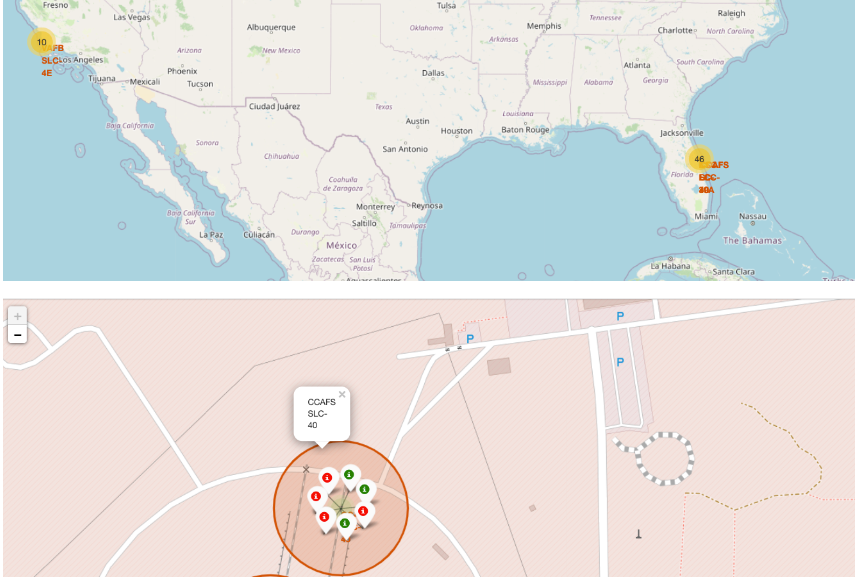 Fresno
Las Vegas
Tulsa
Raleigh
Albuquerque
Oklahoma
Memphis
Tennessee
Charlotte
North Carolina
Arkansas
10
AFB
SLC-
4E
Los Angeles
Arizona
New Mexico
Atlanta
South Carolina
Phoenix
Tijuana
Mexicali
Tucson
Dallas
Mississippi
Alabama
Georgia
Ciudad Juárez
Texas
Louisiana
Baja California
Austin
Houston
Baton Rouge
Jacksonville
Sonora
San Antonio
Chihuahua
46
AFS
Florida
Coahuila
de Zaragoza
Monterrey
Reynosa
Miami
Nassau
Baja California
Sur
Saltillo
Tamaulipas
La Paz
Culiacán
Durango
México
The Bahamas
Zacatecas
San Luis
Potosí
La Habana
Santa Clara
Aguascalientes
+
−
P
P
P
CCAFS
SLC-
40
×